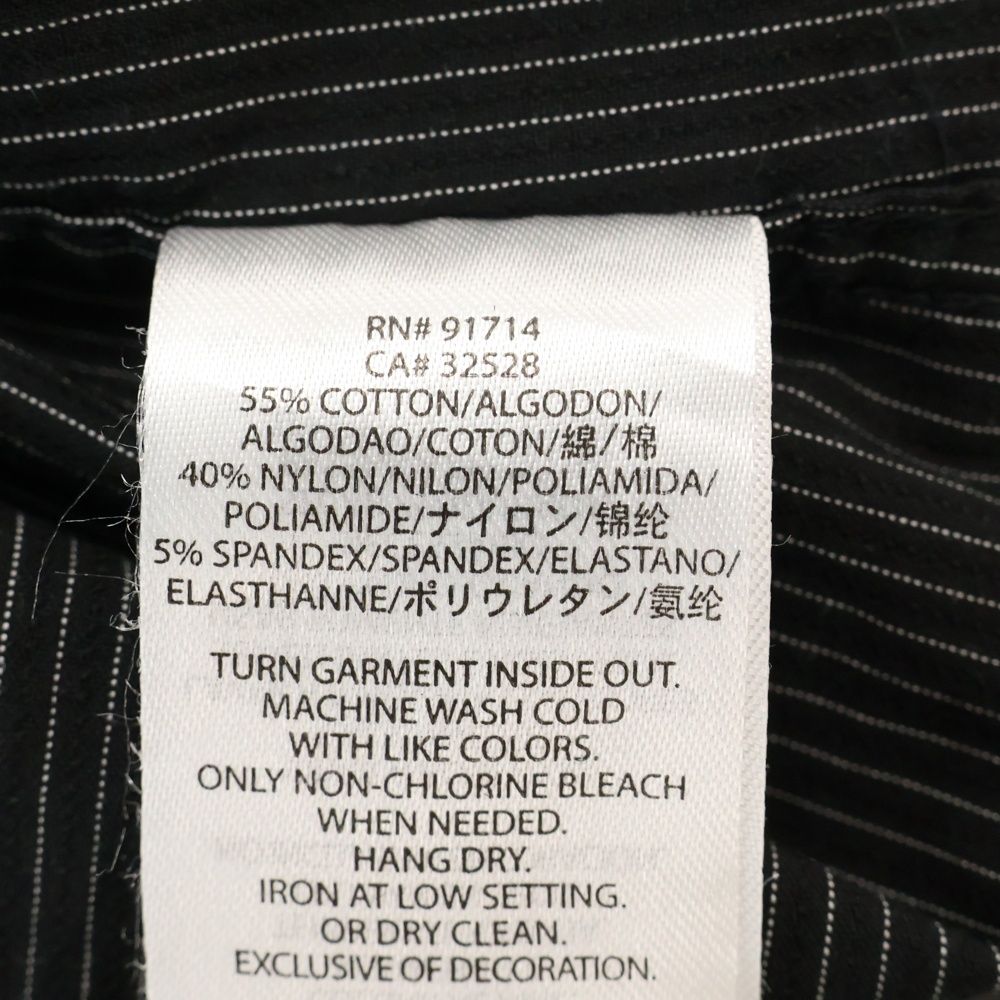 RN# 91714
CA# 32528
55% COTTON/ALGODON/
ALGODAO/COTON/綿/棉
40% NYLON/NILON/POLIAMIDA/
POLIAMIDE/ナイロン/锦纶
5% SPANDEX/SPANDEX/ELASTANO/
ELASTHANNE/ポリウレタン/氨纶
TURN GARMENT INSIDE OUT.
MACHINE WASH COLD
WITH LIKE COLORS.
ONLY NON-CHLORINE BLEACH
WHEN NEEDED.
HANG DRY.
IRON AT LOW SETTING.
OR DRY CLEAN.
EXCLUSIVE OF DECORATION.